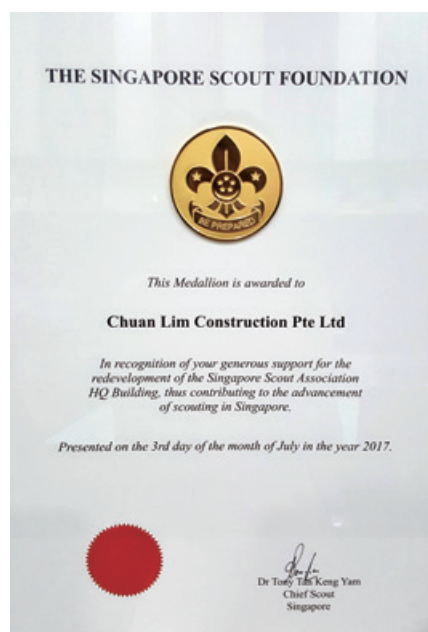 THE SINGAPORE SCOUT FOUNDATION
BE PREPARED
This Medallion is awarded to
Chuan Lim Construction Pte Ltd
In recognition of your generous support for the
redevelopment of the Singapore Scout Association
HQ Building, thus contributing to the advancement
of scouting in Singapore.
Presented on the 3rd day of the month of July in the year 2017.
Dr Tony Tan Keng Yam
Chief Scout
Singapore